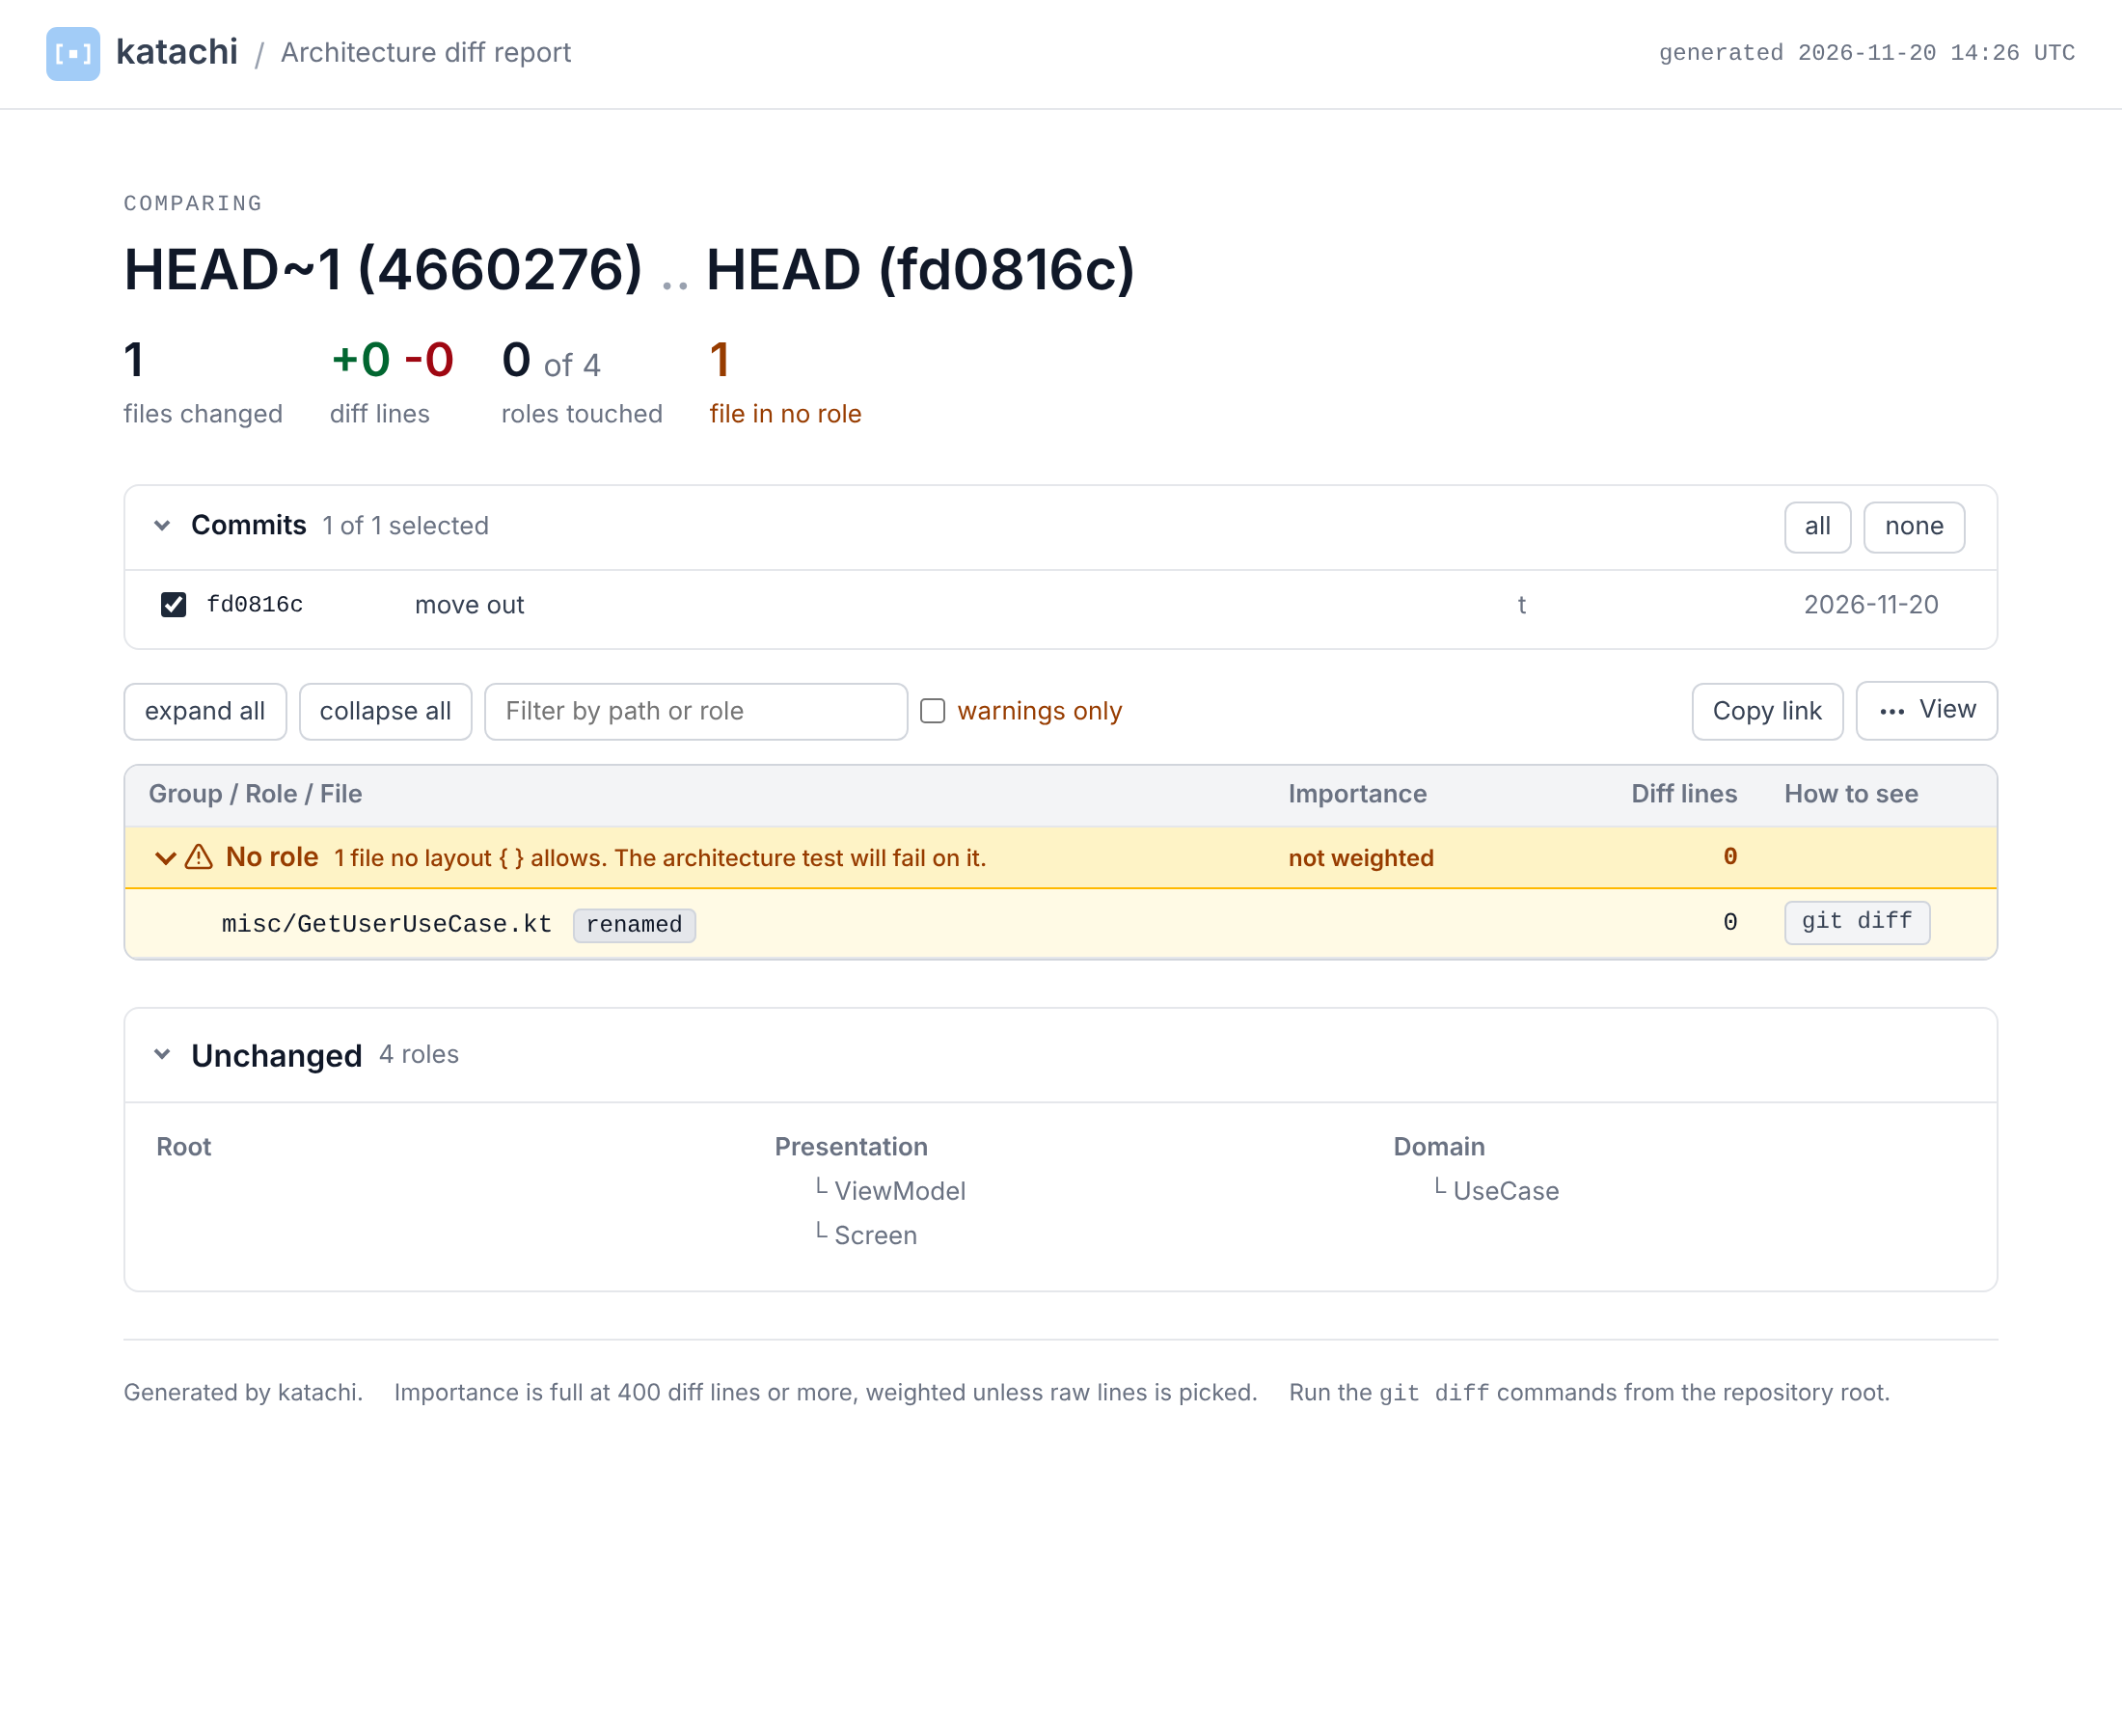 [▪] katachi / Architecture diff report generated 2026-11-20 14:26 UTC
COMPARING
HEAD~1 (4660276) .. HEAD (fd0816c)
1 +0 -0 0 of 4 1
files changed diff lines roles touched file in no role
Commits 1 of 1 selected all none
fd0816c move out t 2026-11-20
expand all collapse all Filter by path or role warnings only Copy link ... View
Group / Role / File Importance Diff lines How to see
No role 1 file no layout { } allows. The architecture test will fail on it. not weighted 0
misc/GetUserUseCase.kt renamed 0 git diff
Unchanged 4 roles
Root Presentation Domain
└ ViewModel └ UseCase
└ Screen
Generated by katachi. Importance is full at 400 diff lines or more, weighted unless raw lines is picked. Run the git diff commands from the repository root.